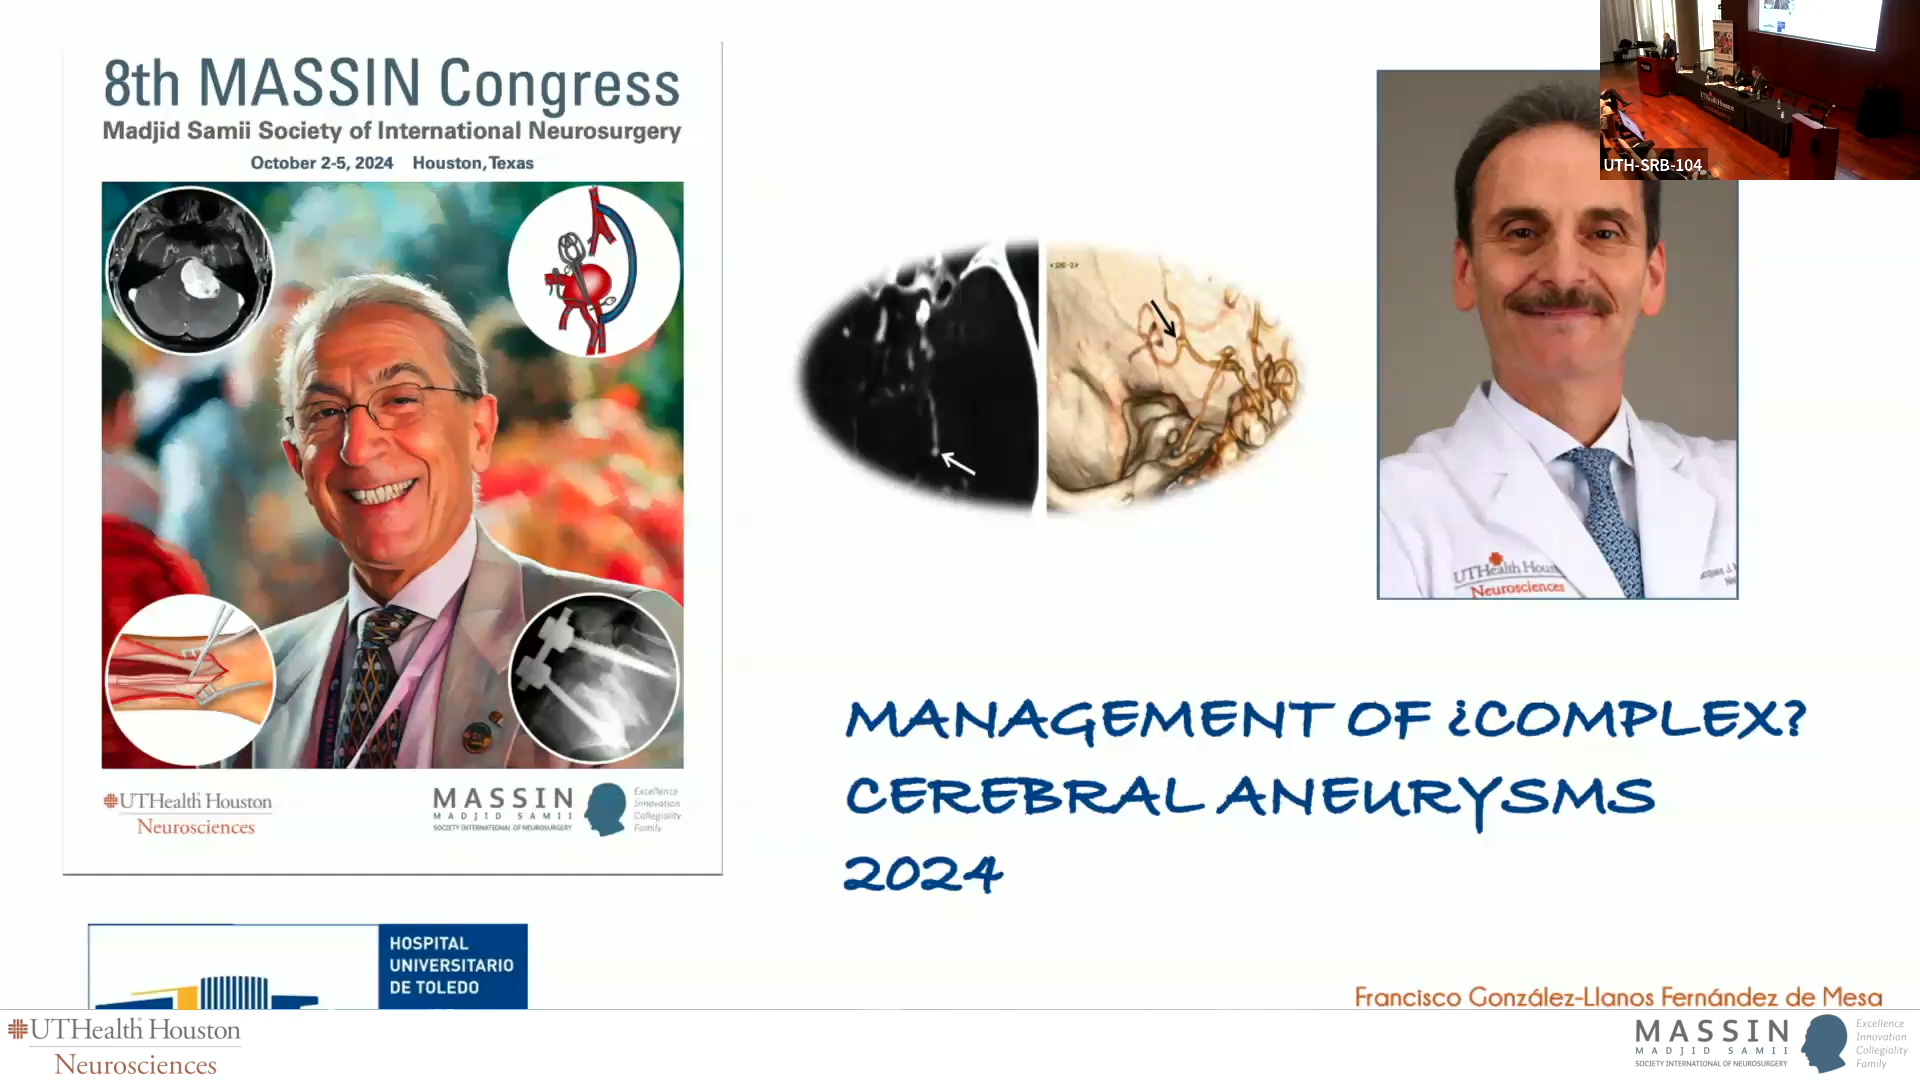 8th MASSIN Congress
Madjid Samii Society of International Neurosurgery
October 2-5, 2024 Houston, Texas
UTHealth Houston
Neurosciences
MASSIN
MADJID SAMII
SOCIETY INTERNATIONAL OF NEUROSURGERY
Excellence
Innovation
Collegiality
Family
UTH-SRB-104
UTHealth Hous
Neurosciences
MANAGEMENT OF ¿COMPLEX?
CEREBRAL ANEURYSMS
2024
HOSPITAL
UNIVERSITARIO
DE TOLEDO
Francisco González-Llanos Fernández de Mesa
UTHealth Houston
Neurosciences
MASSIN
MADJID SAMII
SOCIETY INTERNATIONAL OF NEUROSURGERY
Excellence
Innovation
Collegiality
Family